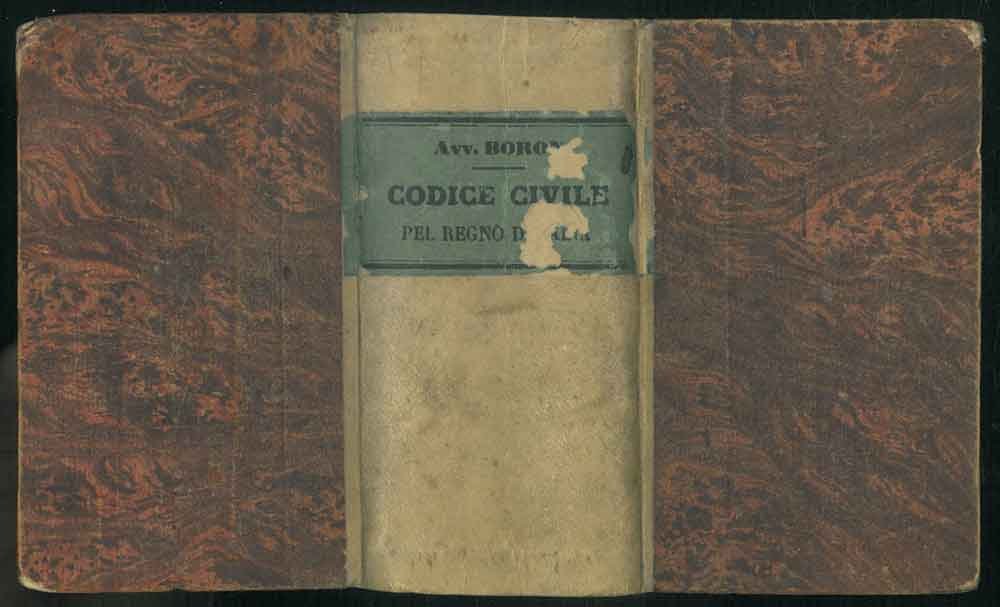 Avv.
CODICE CIVILE
PEL REGNO